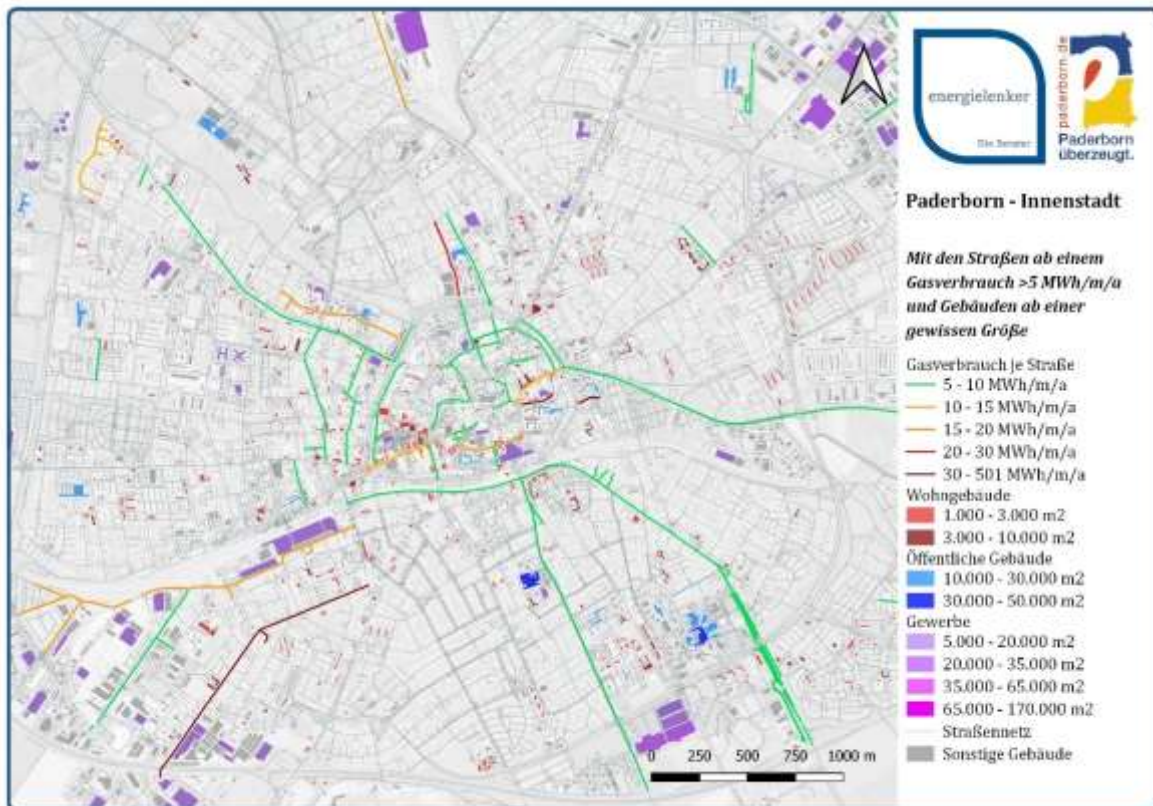 energielenker
Die Berater
paderborn.de
Paderborn
überzeugt.
Paderborn - Innenstadt
Mit den Straßen ab einem
Gasverbrauch >5 MWh/m/a
und Gebäuden ab einer
gewissen Größe
Gasverbrauch je Straße
5 - 10 MWh/m/a
10 - 15 MWh/m/a
15 - 20 MWh/m/a
20 - 30 MWh/m/a
30 - 501 MWh/m/a
Wohngebäude
1.000 - 3.000 m2
3.000 - 10.000 m2
Öffentliche Gebäude
10.000 - 30.000 m2
30.000 - 50.000 m2
Gewerbe
5.000 - 20.000 m2
20.000 - 35.000 m2
35.000 - 65.000 m2
65.000 - 170.000 m2
Straßennetz
Sonstige Gebäude
0 250 500 750 1000 m